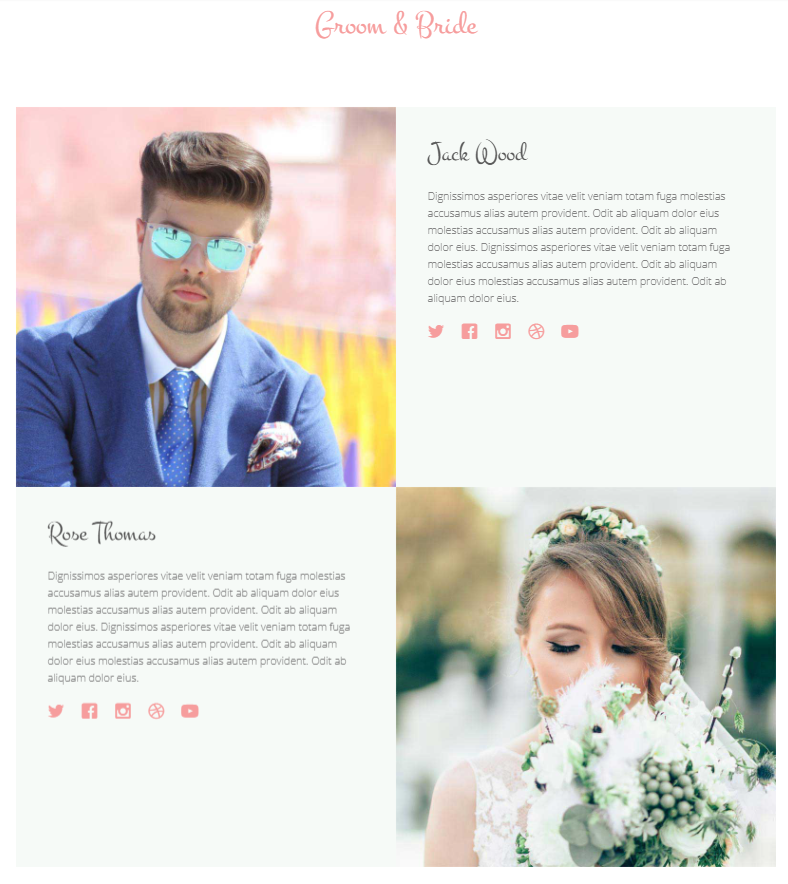 Groom & Bride
Jack Wood
Dignissimos asperiores vitae velit veniam totam fuga molestias
accusamus alias autem provident. Odit ab aliquam dolor eius
molestias accusamus alias autem provident. Odit ab aliquam
dolor eius. Dignissimos asperiores vitae velit veniam totam fuga
molestias accusamus alias autem provident. Odit ab aliquam
dolor eius molestias accusamus alias autem provident. Odit ab
aliquam dolor eius.
Rose Thomas
Dignissimos asperiores vitae velit veniam totam fuga molestias
accusamus alias autem provident. Odit ab aliquam dolor eius
molestias accusamus alias autem provident. Odit ab aliquam
dolor eius. Dignissimos asperiores vitae velit veniam totam fuga
molestias accusamus alias autem provident. Odit ab aliquam
dolor eius molestias accusamus alias autem provident. Odit ab
aliquam dolor eius.